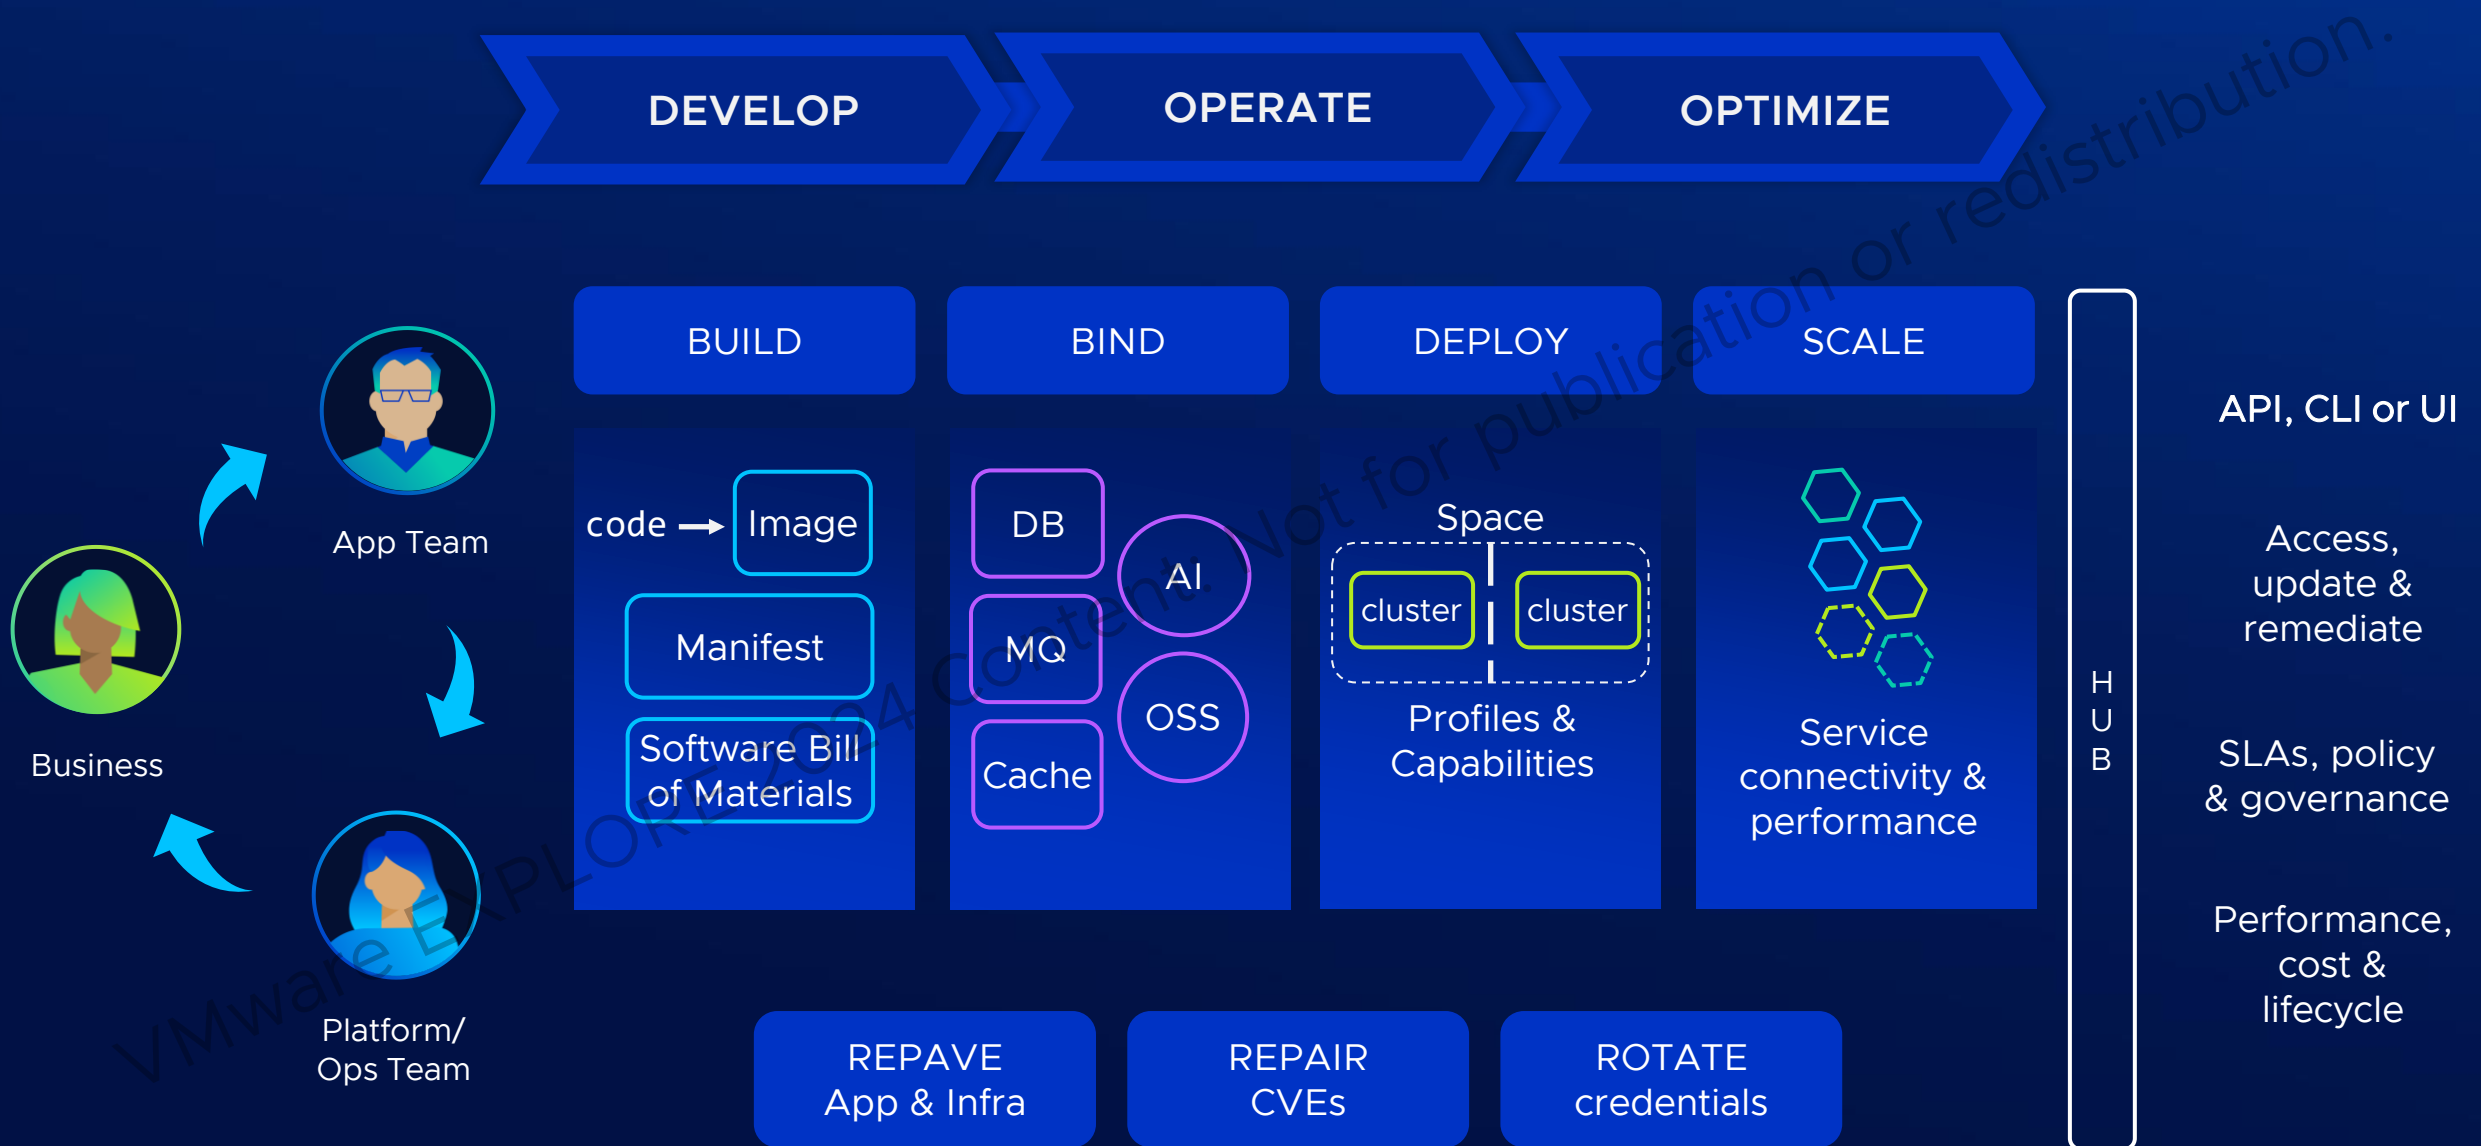 DEVELOP
OPERATE
OPTIMIZE
BUILD
BIND
DEPLOY
SCALE
App Team
Business
Platform/
Ops Team
code
Image
Manifest
Software Bill
of Materials
DB
MQ
Cache
AI
OSS
Space
cluster
cluster
Profiles &
Capabilities
Service
connectivity &
performance
H
U
B
API, CLI or UI
Access,
update &
remediate
SLAs, policy
& governance
Performance,
cost &
lifecycle
REPAVE
App & Infra
REPAIR
CVEs
ROTATE
credentials
VMware EXPLORE 2024 Content. Not for publication or redistribution.